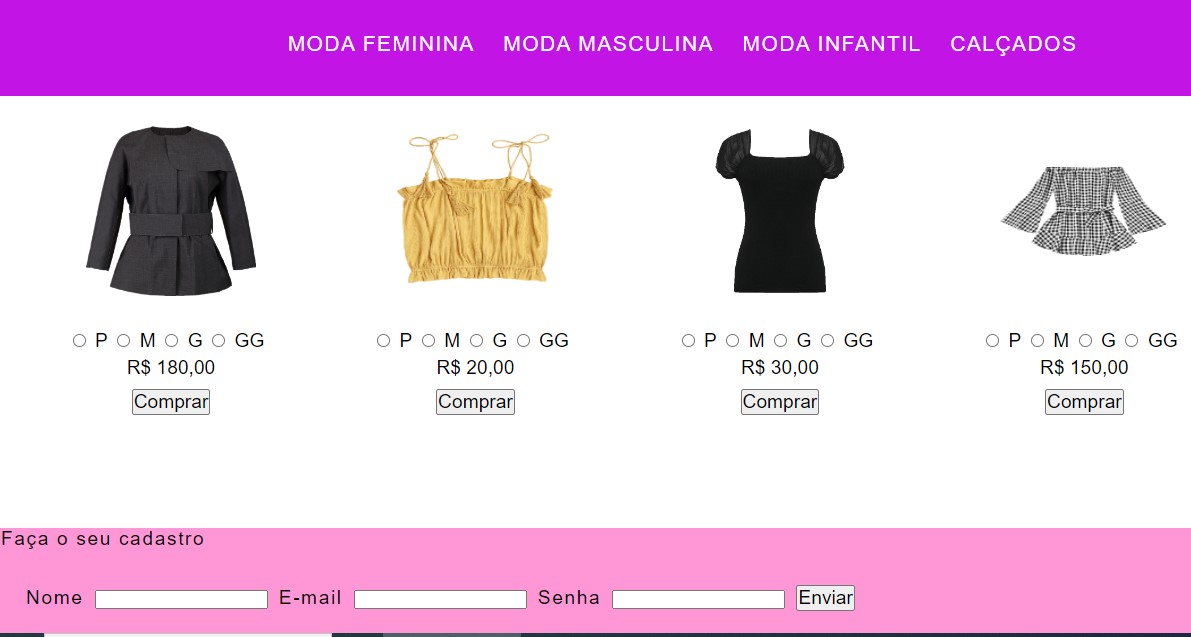 MODA FEMININA MODA MASCULINA MODA INFANTIL CALÇADOS
P M G GG P M G GG P M G GG P M G GG
R$ 180,00 R$ 20,00 R$ 30,00 R$ 150,00
Comprar Comprar Comprar Comprar
Faça o seu cadastro
Nome E-mail Senha Enviar